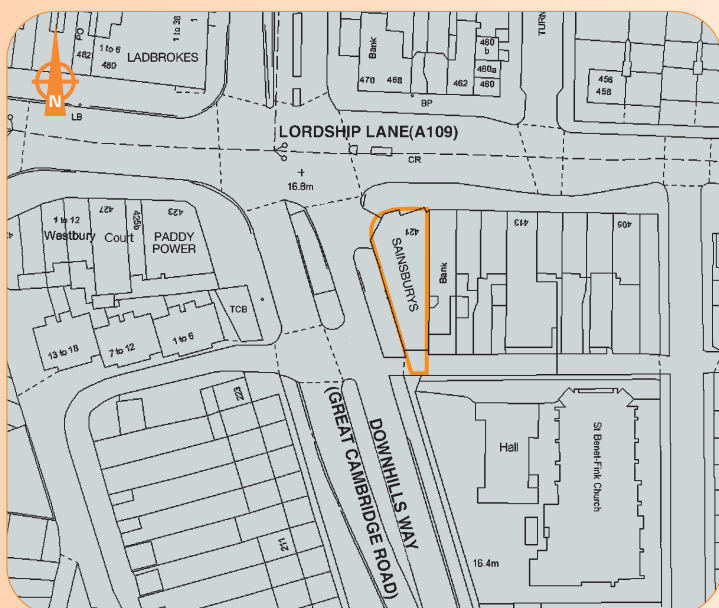 PO
482
1 to 6
480
LADBROKES
1 to 38
1
N
LB
Bank
470
468
462
460
b
460a
460
BP
TURN
456
458
LORDSHIP LANE(A109)
CR
16.8m
1 to 12
427
425b
423
Westbury
Court
PADDY
POWER
TCB
13 to 18
7 to 12
1 to 6
421
SAINSBURYS
Bank
413
405
223
211
DOWNHILLS WAY
(GREAT CAMBRIDGE ROAD)
Hall
St Benet-Fink Church
16.4m